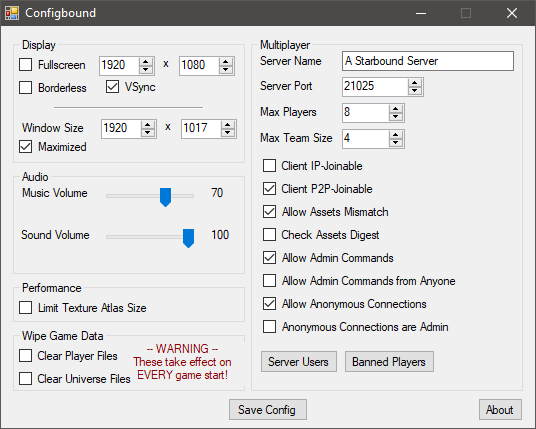 Configbound
Display
Fullscreen 1920 x 1080
Borderless VSync
Window Size 1920 x 1017
Maximized
Audio
Music Volume 70
Sound Volume 100
Performance
Limit Texture Atlas Size
Wipe Game Data
Clear Player Files
Clear Universe Files
-- WARNING --
These take effect on
EVERY game start!
Multiplayer
Server Name A Starbound Server
Server Port 21025
Max Players 8
Max Team Size 4
Client IP-Joinable
Client P2P-Joinable
Allow Assets Mismatch
Check Assets Digest
Allow Admin Commands
Allow Admin Commands from Anyone
Allow Anonymous Connections
Anonymous Connections are Admin
Server Users Banned Players
Save Config About